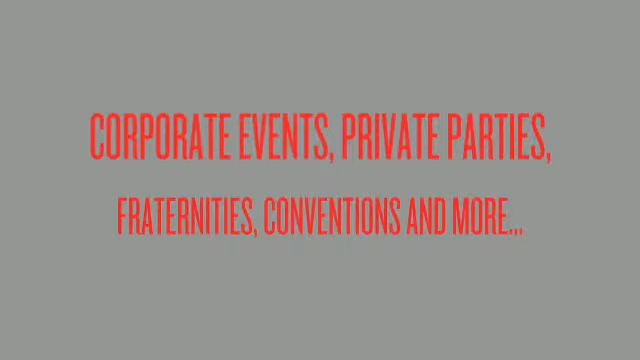 CORPORATE EVENTS, PRIVATE PARTIES,
FRATERNITIES, CONVENTIONS AND MORE...